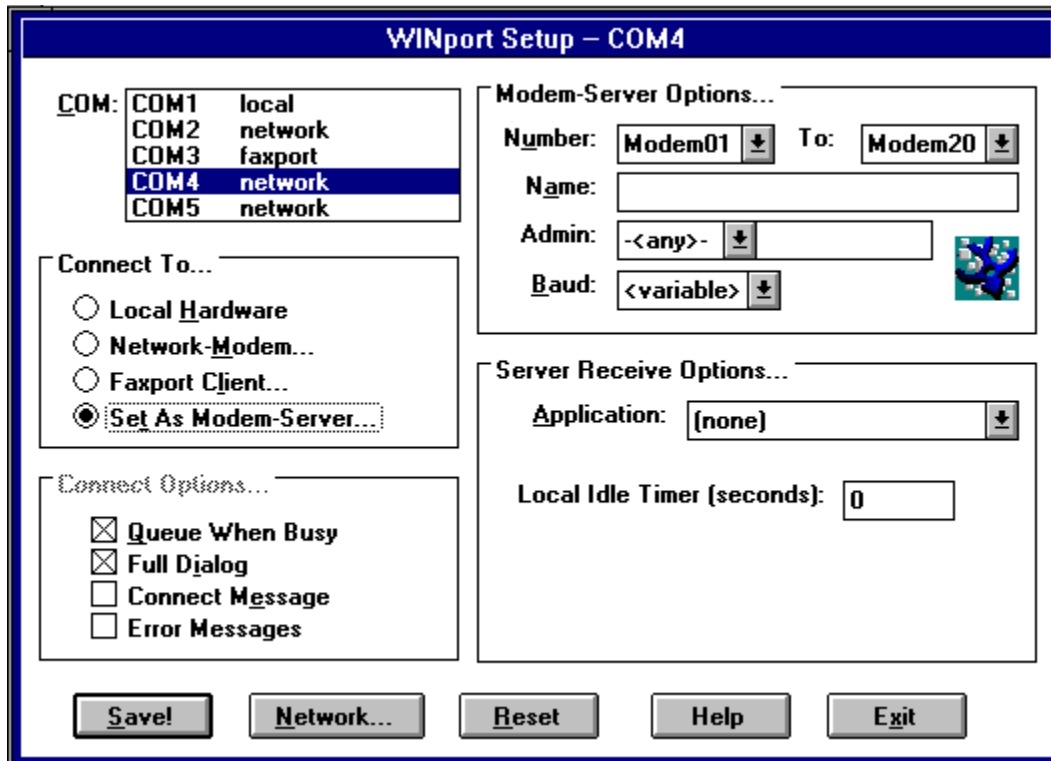 WINport Setup – COM4
COM:
COM1 local
COM2 network
COM3 faxport
COM4 network
COM5 network
Connect To...
Local Hardware
Network-Modem...
Faxport Client...
Set As Modem-Server...
Connect Options...
Queue When Busy
Full Dialog
Connect Message
Error Messages
Modem-Server Options...
Number: Modem01 To: Modem20
Name:
Admin: -<any>-
Baud: <variable>
Server Receive Options...
Application: (none)
Local Idle Timer (seconds): 0
Save! Network... Reset Help Exit